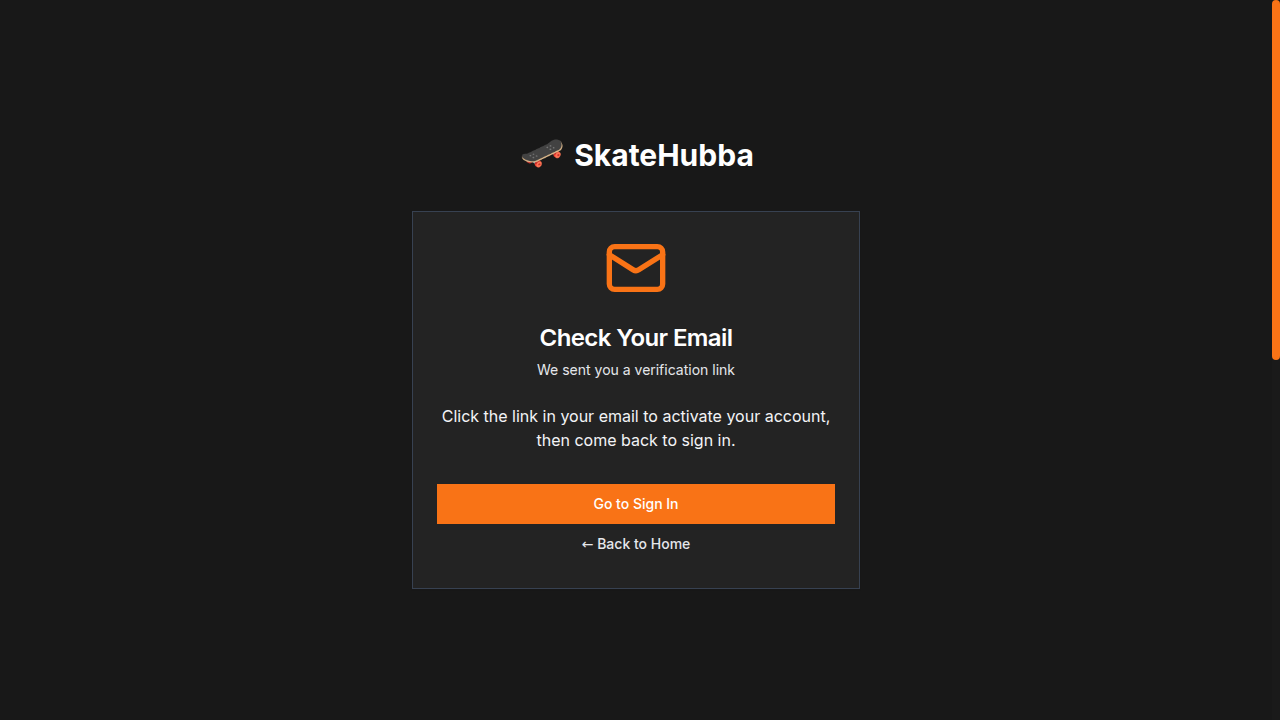 🛹 SkateHubba
Check Your Email
We sent you a verification link
Click the link in your email to activate your account,
then come back to sign in.
Go to Sign In
← Back to Home